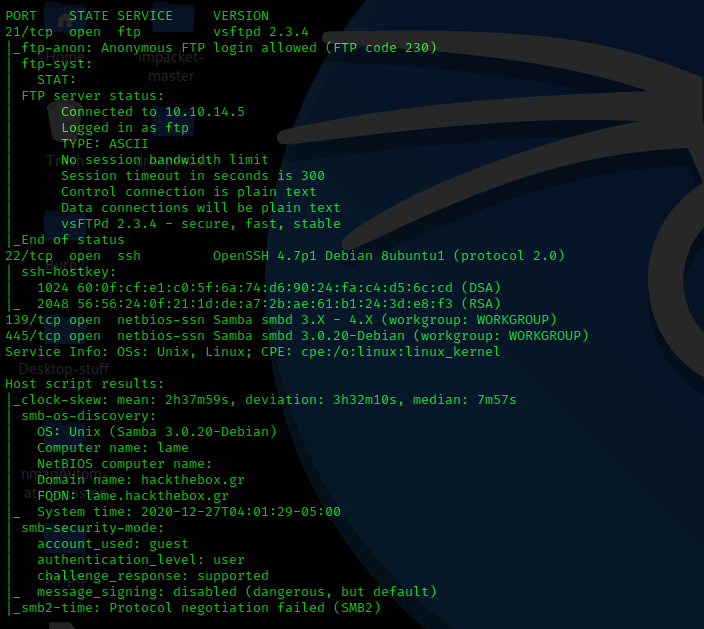 PORT    STATE SERVICE     VERSION
21/tcp  open  ftp         vsftpd 2.3.4
|_ftp-anon: Anonymous FTP login allowed (FTP code 230)
| ftp-syst:
|   STAT:
| FTP server status:
|      Connected to 10.10.14.5
|      Logged in as ftp
|      TYPE: ASCII
|      No session bandwidth limit
|      Session timeout in seconds is 300
|      Control connection is plain text
|      Data connections will be plain text
|      vsFTPd 2.3.4 - secure, fast, stable
|_End of status
22/tcp  open  ssh         OpenSSH 4.7p1 Debian 8ubuntu1 (protocol 2.0)
| ssh-hostkey:
|   1024 60:0f:cf:e1:c0:5f:6a:74:d6:90:24:fa:c4:d5:6c:cd (DSA)
|_  2048 56:56:24:0f:21:1d:de:a7:2b:ae:61:b1:24:3d:e8:f3 (RSA)
139/tcp open  netbios-ssn Samba smbd 3.X - 4.X (workgroup: WORKGROUP)
445/tcp open  netbios-ssn Samba smbd 3.0.20-Debian (workgroup: WORKGROUP)
Service Info: OSs: Unix, Linux; CPE: cpe:/o:linux:linux_kernel
Host script results:
|_clock-skew: mean: 2h37m59s, deviation: 3h32m10s, median: 7m57s
| smb-os-discovery:
|   OS: Unix (Samba 3.0.20-Debian)
|   Computer name: lame
|   NetBIOS computer name:
|   Domain name: hackthebox.gr
|   FQDN: lame.hackthebox.gr
|_  System time: 2020-12-27T04:01:29-05:00
| smb-security-mode:
|   account_used: guest
|   authentication_level: user
|   challenge_response: supported
|_  message_signing: disabled (dangerous, but default)
|_smb2-time: Protocol negotiation failed (SMB2)
Home
impacket-
master
Desktop-stuff